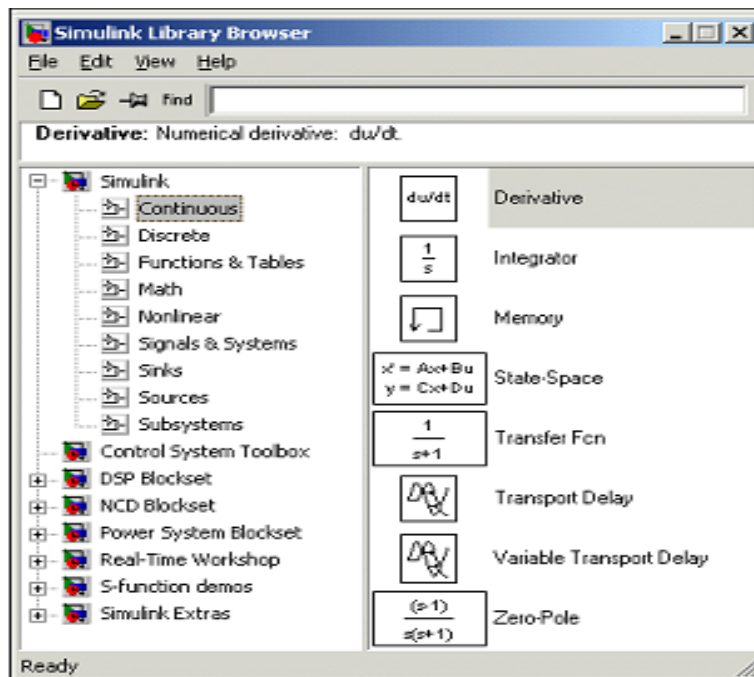 Simulink Library Browser
File Edit View Help
Find
Derivative: Numerical derivative: du/dt.
Simulink
Continuous
Discrete
Functions & Tables
Math
Nonlinear
Signals & Systems
Sinks
Sources
Subsystems
Control System Toolbox
DSP Blockset
NCD Blockset
Power System Blockset
Real-Time Workshop
S-function demos
Simulink Extras
du/dt Derivative
1
s
Integrator
Memory
x' = Ax+Bu
y = Cx+Du
State-Space
1
s+1
Transfer Fcn
Transport Delay
Variable Transport Delay
(s-1)
s(s+1)
Zero-Pole
Ready